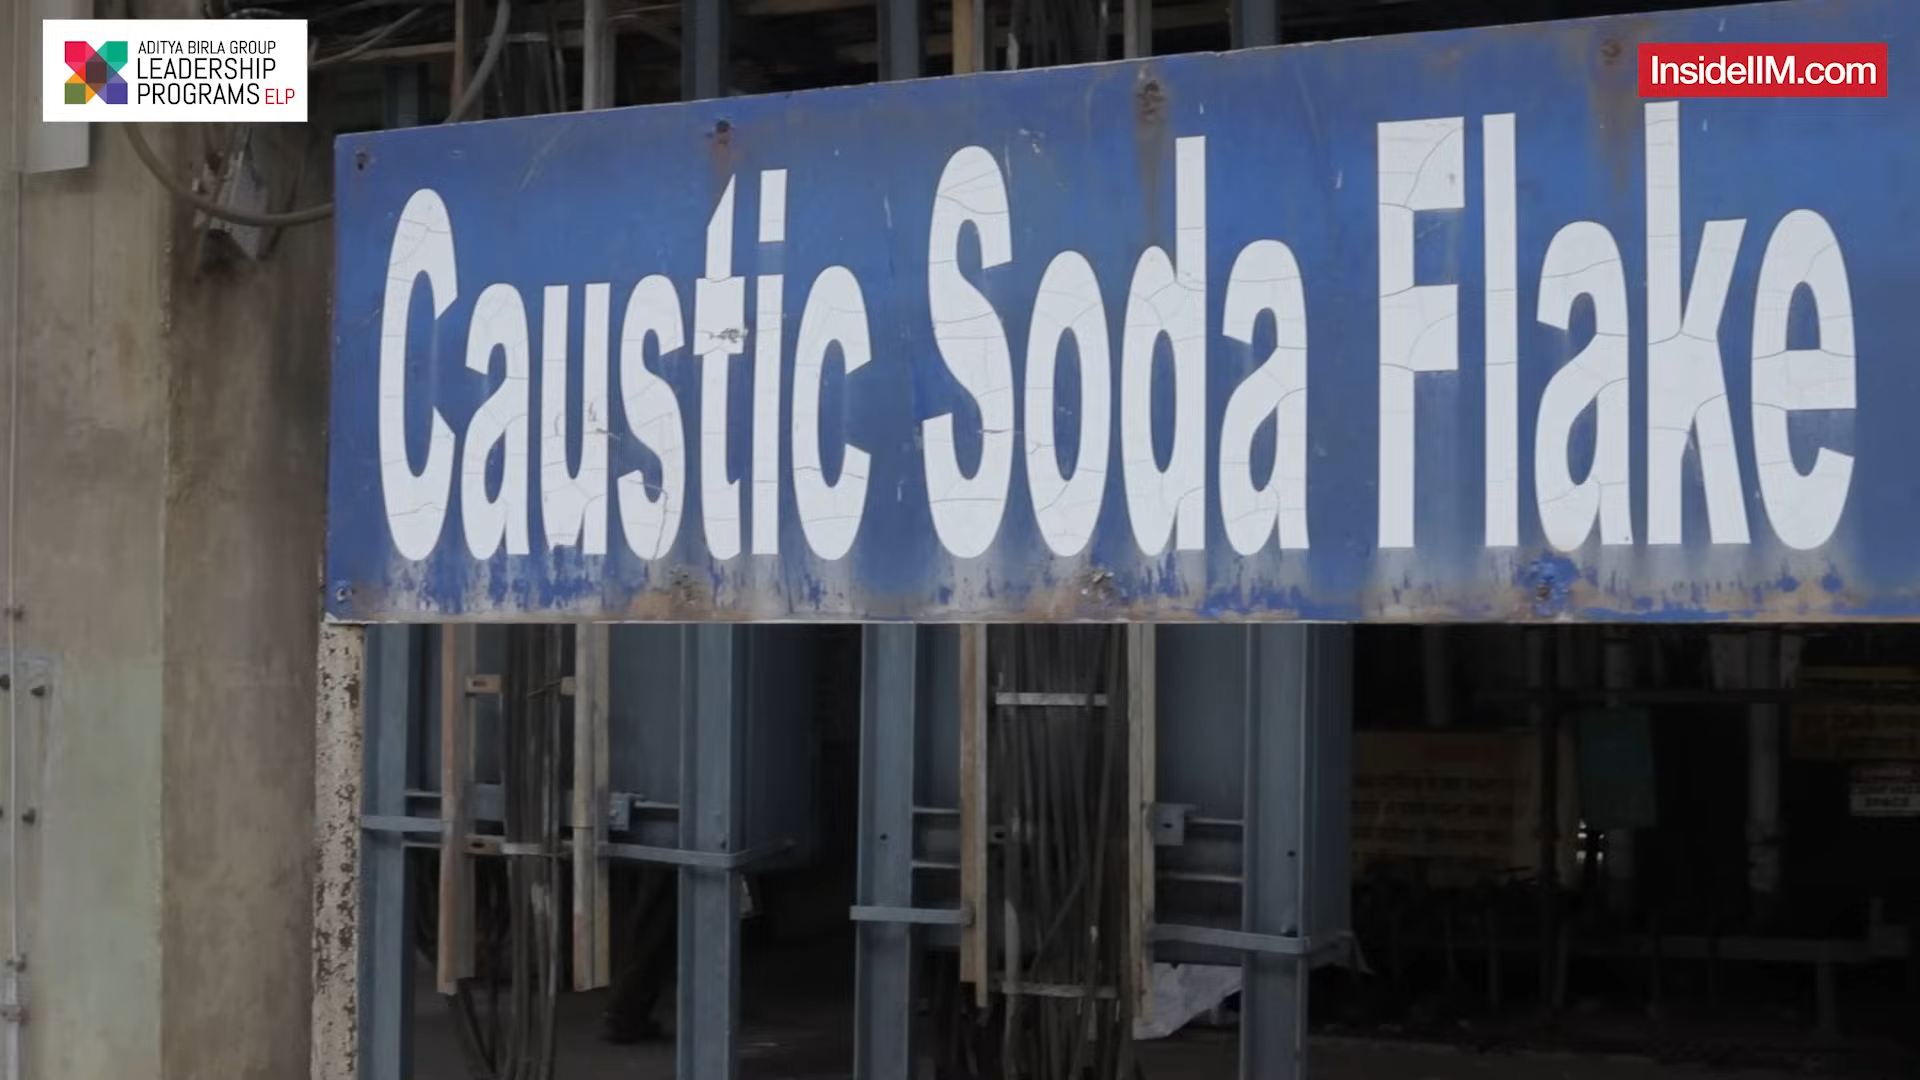 ADITYA BIRLA GROUP
LEADERSHIP
PROGRAMS ELP
InsideIIM.com
Caustic Soda Flake